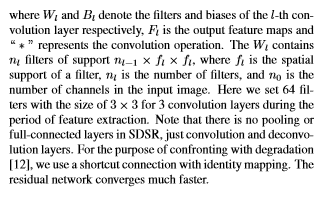 where W_l and B_l denote the filters and biases of the l-th con-
volution layer respectively, F_l is the output feature maps and
“ * ” represents the convolution operation. The W_l contains
n_l filters of support n_{l−1} × f_l × f_l, where f_l is the spatial
support of a filter, n_l is the number of filters, and n_0 is the
number of channels in the input image. Here we set 64 fil-
ters with the size of 3 × 3 for 3 convolution layers during the
period of feature extraction. Note that there is no pooling or
full-connected layers in SDSR, just convolution and deconvo-
lution layers. For the purpose of confronting with degradation
[12], we use a shortcut connection with identity mapping. The
residual network converges much faster.